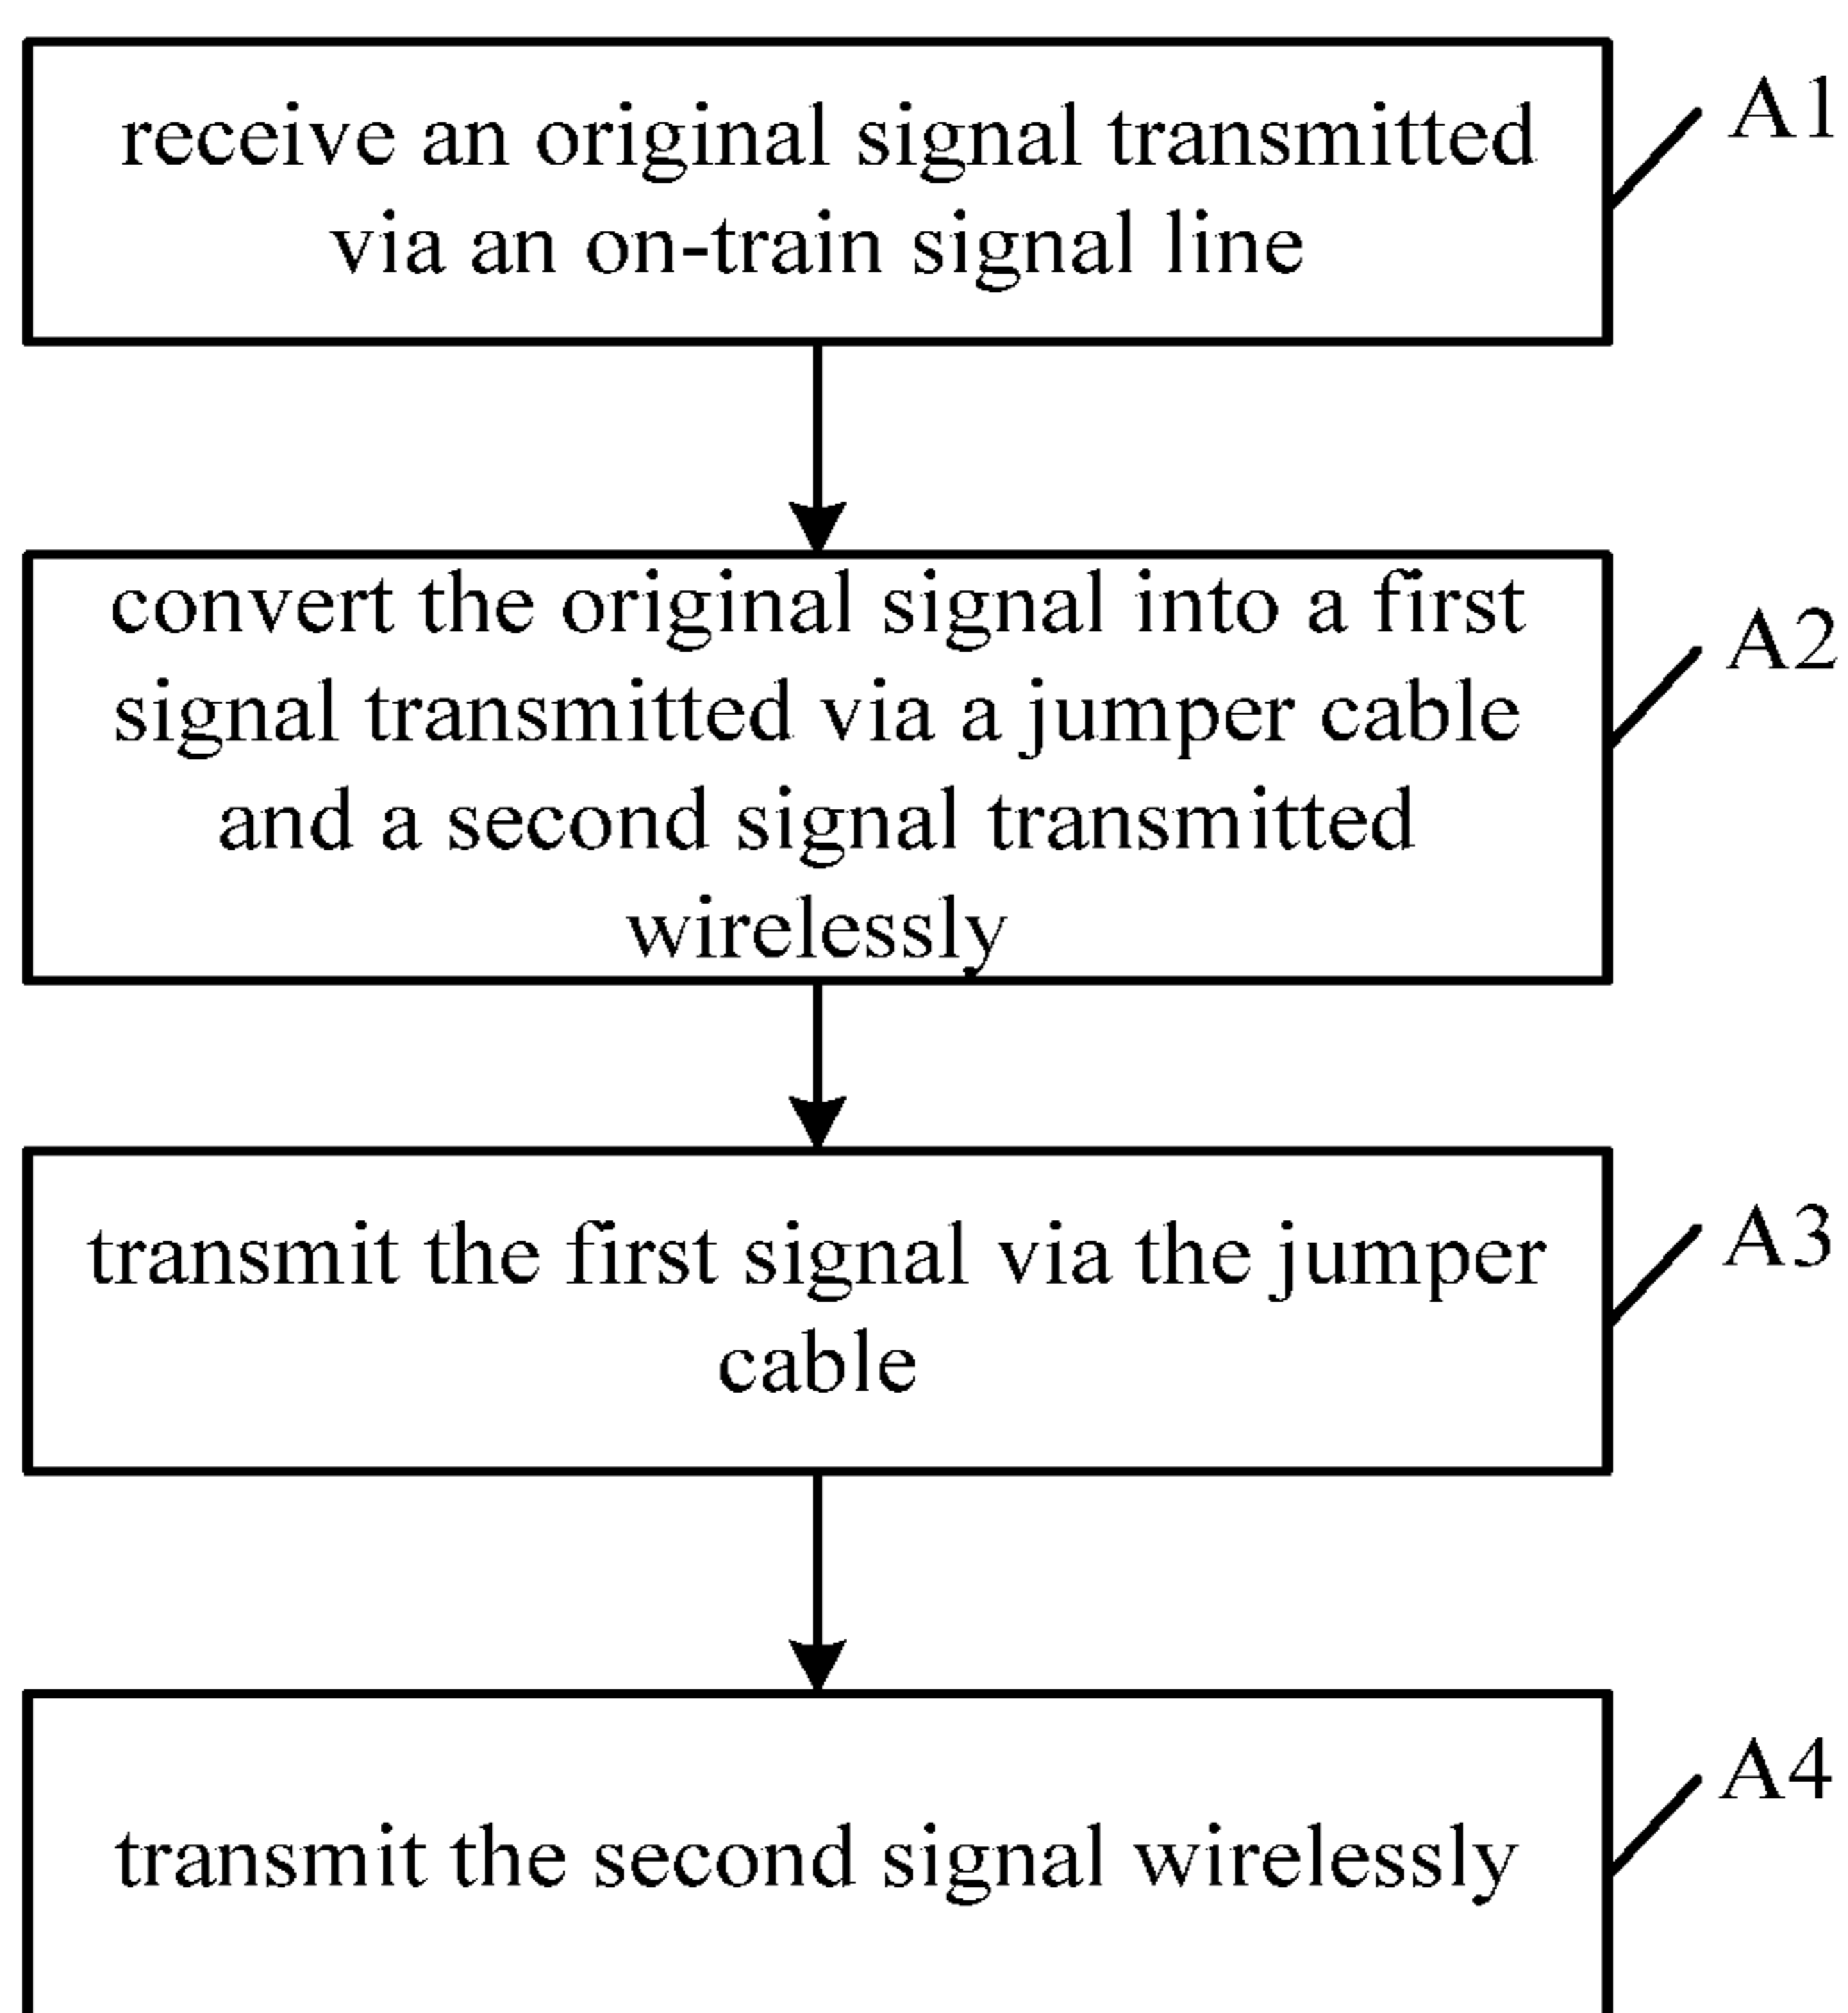 receive an original signal transmitted
via an on-train signal line
A1
convert the original signal into a first
signal transmitted via a jumper cable
and a second signal transmitted
wirelessly
A2
transmit the first signal via the jumper
cable
A3
transmit the second signal wirelessly
A4